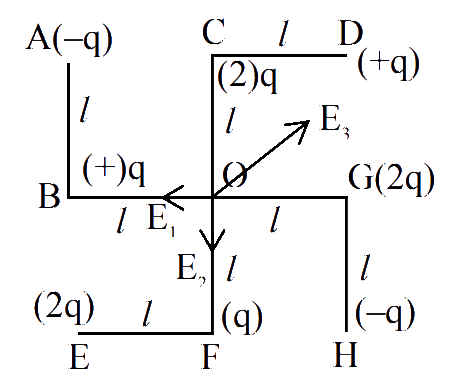 A(–q) C l D
(2)q (+q)
l l E₃
(+)q O G(2q)
B l E₁ l
E₂ l l
(2q) l (q) (–q)
E F H